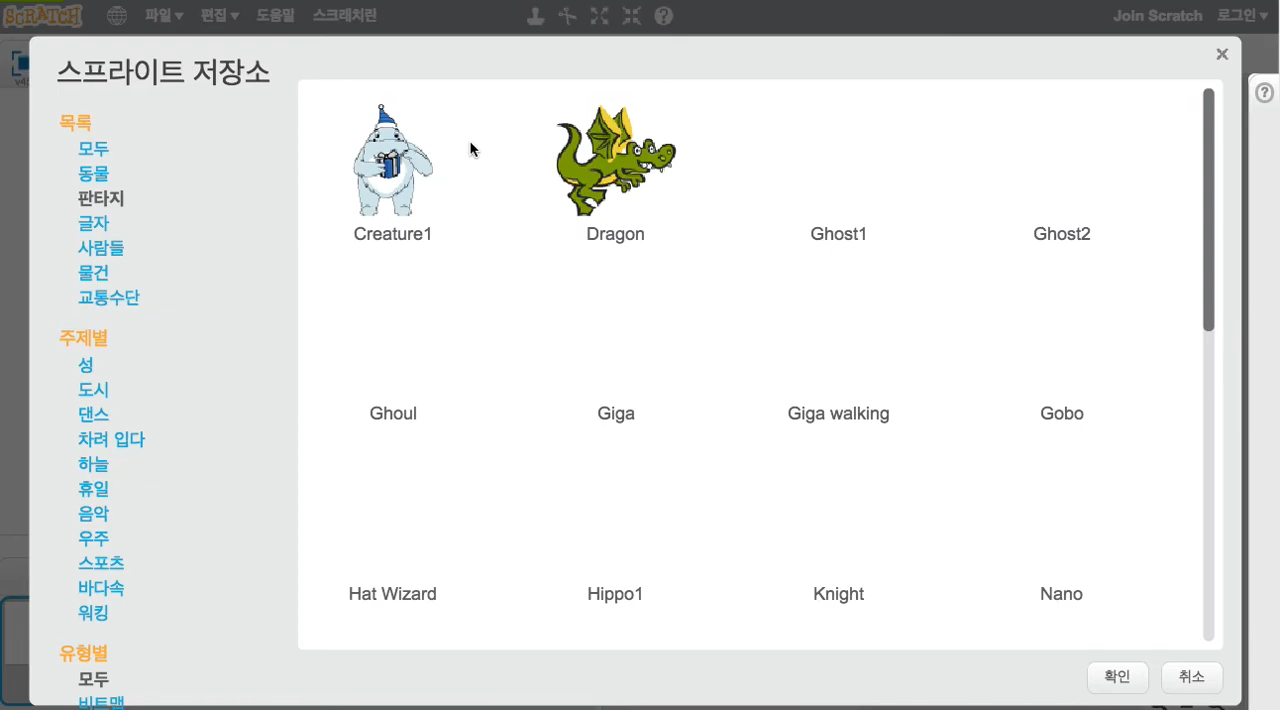 SCRATCH 파일 편집 도움말 스크래치란 Join Scratch 로그인
스프라이트 저장소
목록
모두
동물
판타지
글자
사람들
물건
교통수단
주제별
성
도시
댄스
차려 입다
하늘
휴일
음악
우주
스포츠
바다속
워킹
유형별
모두
비트맵
Creature1 Dragon Ghost1 Ghost2
Ghoul Giga Giga walking Gobo
Hat Wizard Hippo1 Knight Nano
확인 취소